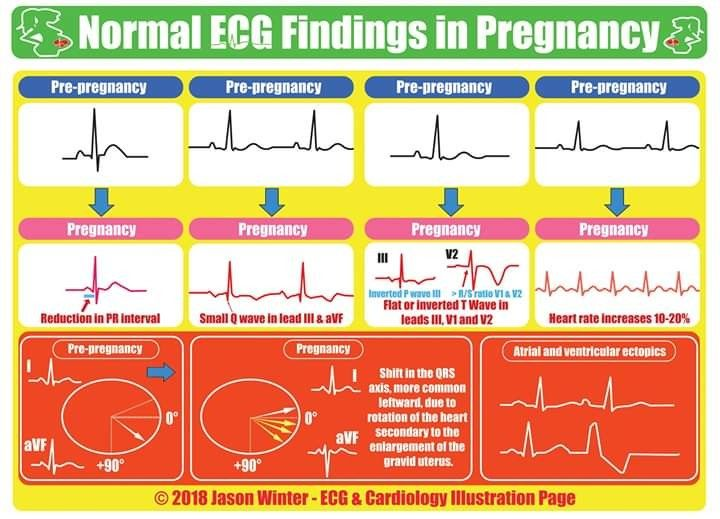 Normal ECG Findings in Pregnancy
Pre-pregnancy
Pre-pregnancy
Pre-pregnancy
Pre-pregnancy
Pregnancy
Pregnancy
Pregnancy
Pregnancy
Reduction in PR interval
Small Q wave in lead III & aVF
III
V2
Inverted P wave III
> R/S ratio V1 & V2
Flat or inverted T Wave in
leads III, V1 and V2
Heart rate increases 10-20%
Pre-pregnancy
I
0°
aVF
+90°
Pregnancy
I
0°
aVF
+90°
Shift in the QRS
axis, more common
leftward, due to
rotation of the heart
secondary to the
enlargement of the
gravid uterus.
Atrial and ventricular ectopics
© 2018 Jason Winter - ECG & Cardiology Illustration Page